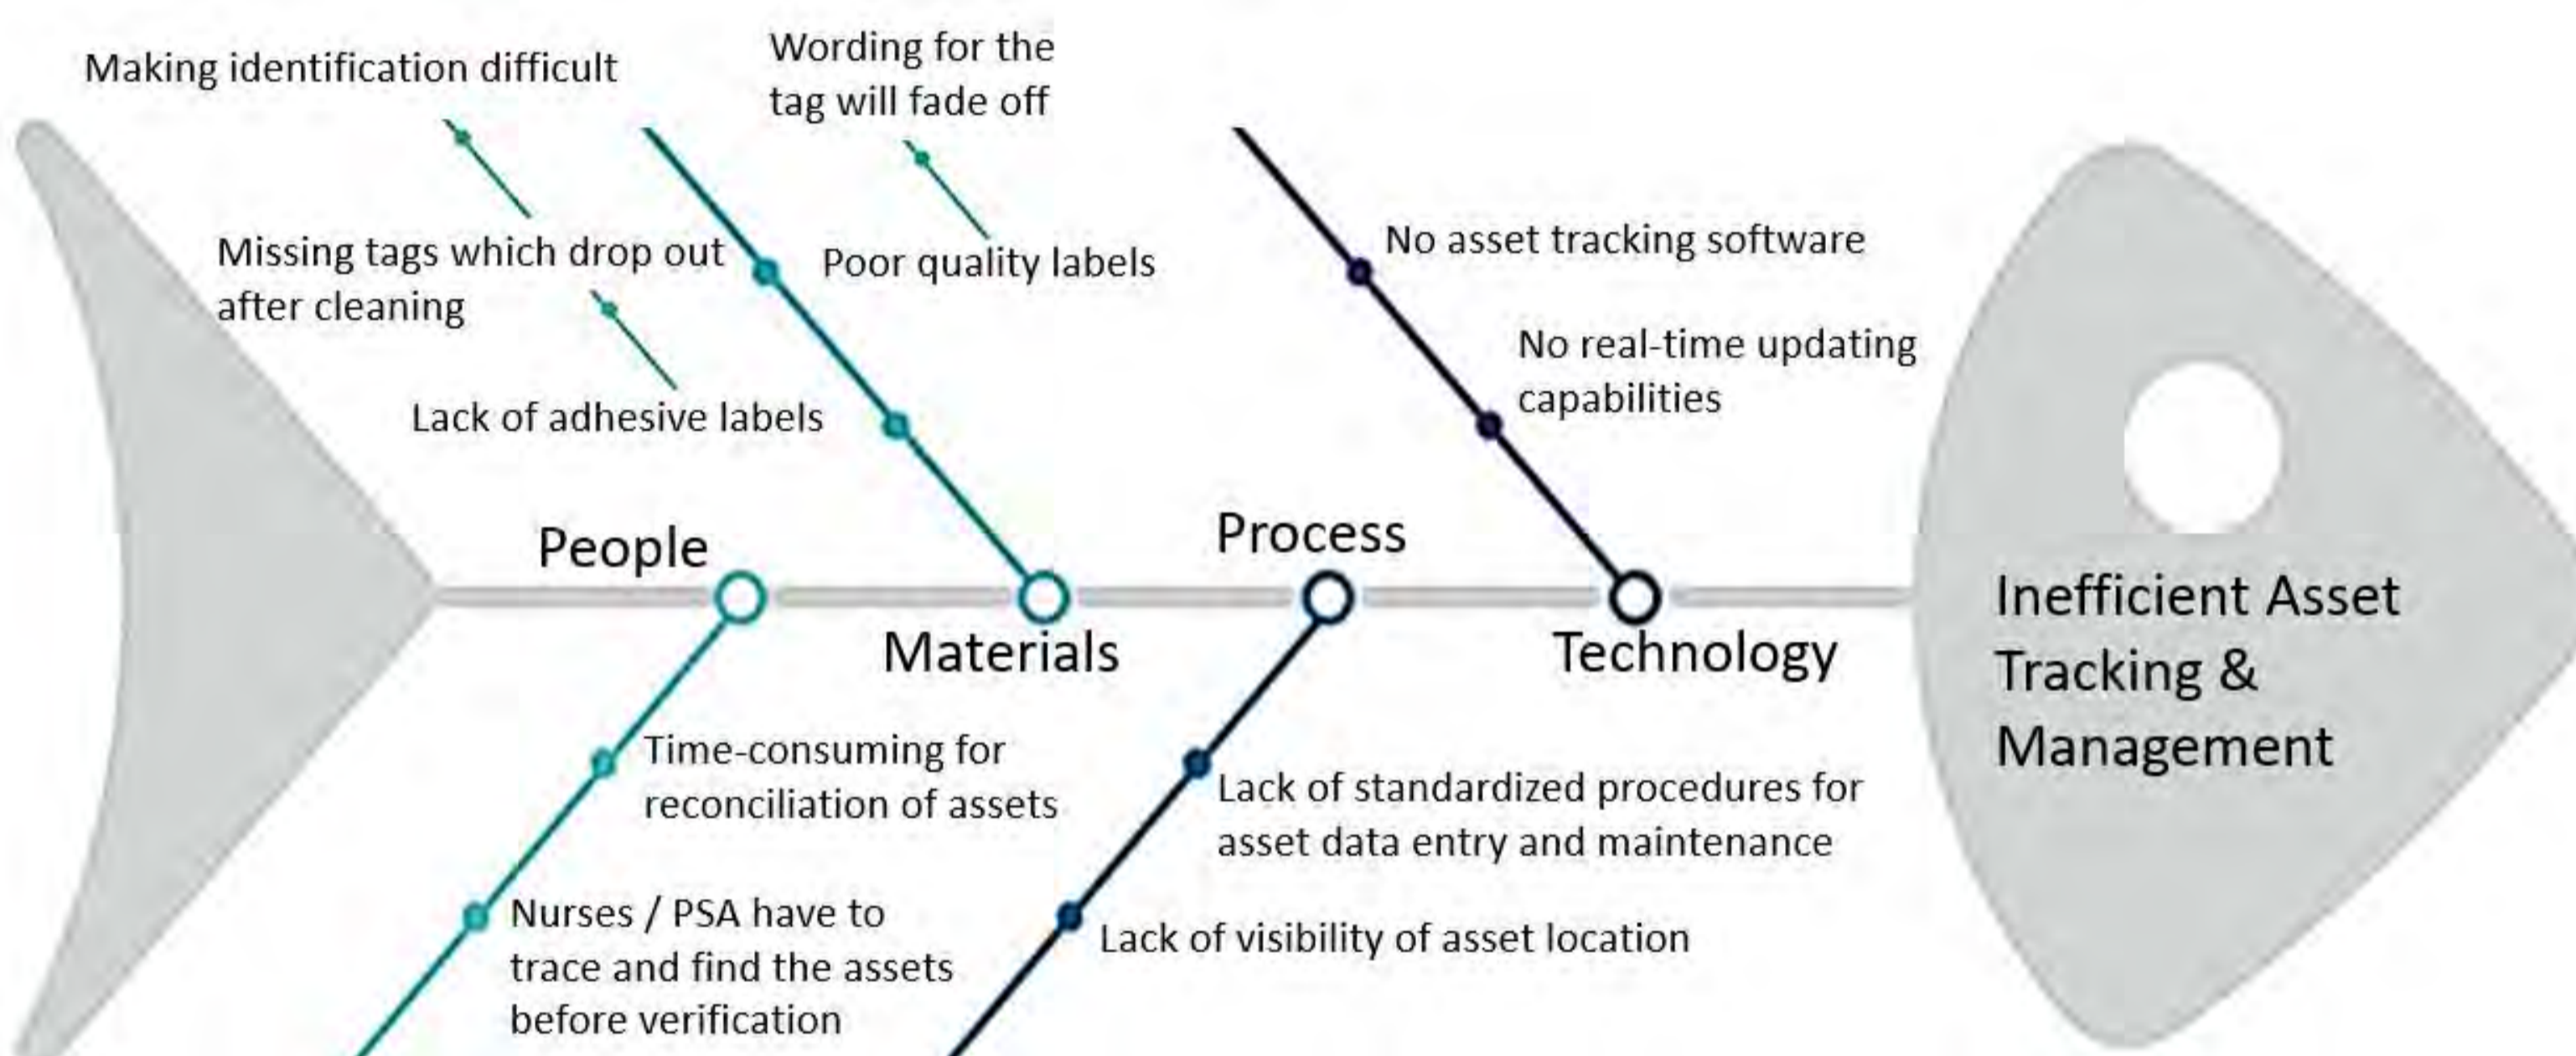 Making identification difficult
Wording for the
tag will fade off
Missing tags which drop out
after cleaning
Poor quality labels
No asset tracking software
No real-time updating
capabilities
Lack of adhesive labels
People
Process
Materials
Technology
Inefficient Asset
Tracking &
Management
Time-consuming for
reconciliation of assets
Lack of standardized procedures for
asset data entry and maintenance
Nurses / PSA have to
trace and find the assets
before verification
Lack of visibility of asset location